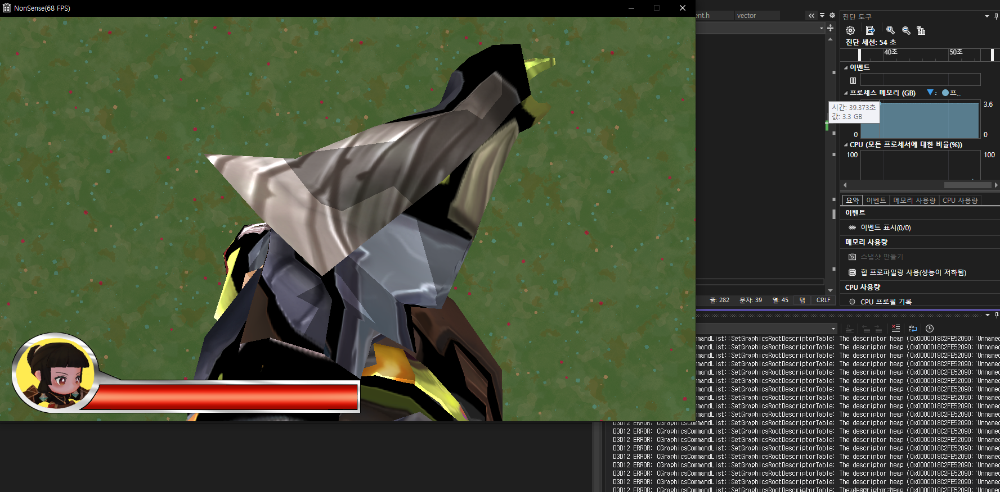 NonSense(68 FPS)
ent.h
vector
진단 도구
진단 세션: 54 초
40초
50초
이벤트
프로세스 메모리 (GB)
프...
3.6
시간: 39.373초
값: 3.3 GB
0
0
CPU (모든 프로세서에 대한 비율(%))
100
100
요약
이벤트
메모리 사용량
CPU 사용량
이벤트
이벤트 표시(0/0)
메모리 사용량
스냅샷 만들기
힙 프로파일링 사용(성능이 저하됨)
CPU 사용량
CPU 프로필 기록
줄: 282
문자: 39
열: 45
탭
CRLF
mmandList::SetGraphicsRootDescriptorTable: The descriptor heap (0x0000018C2FE52090:'Unnamed
mmandList::SetGraphicsRootDescriptorTable: The descriptor heap (0x0000018C2FE52090:'Unnamed
mmandList::SetGraphicsRootDescriptorTable: The descriptor heap (0x0000018C2FE52090:'Unnamed
mmandList::SetGraphicsRootDescriptorTable: The descriptor heap (0x0000018C2FE52090:'Unnamed
mmandList::SetGraphicsRootDescriptorTable: The descriptor heap (0x0000018C2FE52090:'Unnamed
mmandList::SetGraphicsRootDescriptorTable: The descriptor heap (0x0000018C2FE52090:'Unnamed
mmandList::SetGraphicsRootDescriptorTable: The descriptor heap (0x0000018C2FE52090:'Unnamed
mmandList::SetGraphicsRootDescriptorTable: The descriptor heap (0x0000018C2FE52090:'Unnamed
mmandList::SetGraphicsRootDescriptorTable: The descriptor heap (0x0000018C2FE52090:'Unnamed
mmandList::SetGraphicsRootDescriptorTable: The descriptor heap (0x0000018C2FE52090:'Unnamed
D3D12 ERROR: CGraphicsCommandList::SetGraphicsRootDescriptorTable: The descriptor heap (0x0000018C2FE52090:'Unnamed
D3D12 ERROR: CGraphicsCommandList::SetGraphicsRootDescriptorTable: The descriptor heap (0x0000018C2FE52090:'Unnamed
D3D12 ERROR: CGraphicsCommandList::SetGraphicsRootDescriptorTable: The descriptor heap (0x0000018C2FE52090:'Unnamed
D3D12 ERROR: CGraphicsCommandList::SetGraphicsRootDescriptorTable: The descriptor heap (0x0000018C2FE52090:'Unnamed
D3D12 ERROR: CGraphicsCommandList::SetGraphicsRootDescriptorTable: The descriptor heap (0x0000018C2FE52090:'Unnamed
D3D12 ERROR: CGraphicsCommandList::SetGraphicsRootDescriptorTable: The descriptor heap (0x0000018C2FE52090:'Unnamed
D3D12 ERROR: CGraphicsCommandList::SetGraphicsRootDescriptorTable: The descriptor heap (0x0000018C2FE52090:'Unnamed
D3D12 ERROR: CGraphicsCommandList::SetGraphicsRootDescriptorTable: The descriptor heap (0x0000018C2FE52090:'Unnamed
D3D12 ERROR: CGraphicsCommandList::SetGraphicsRootDescriptorTable: The descriptor heap (0x0000018C2FE52090:'Unnamed